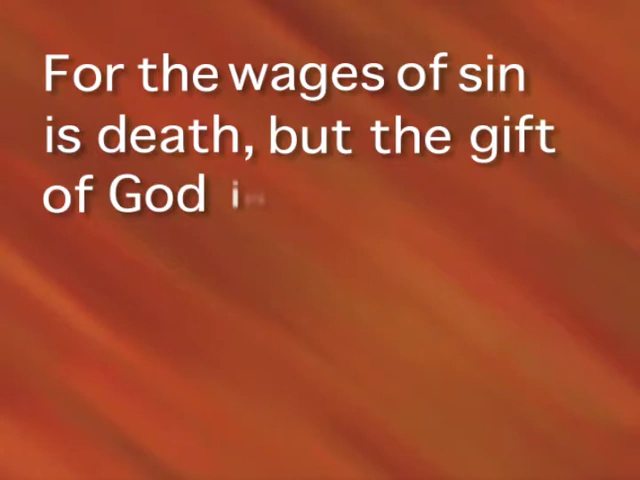 For the wages of sin
is death, but the gift
of God